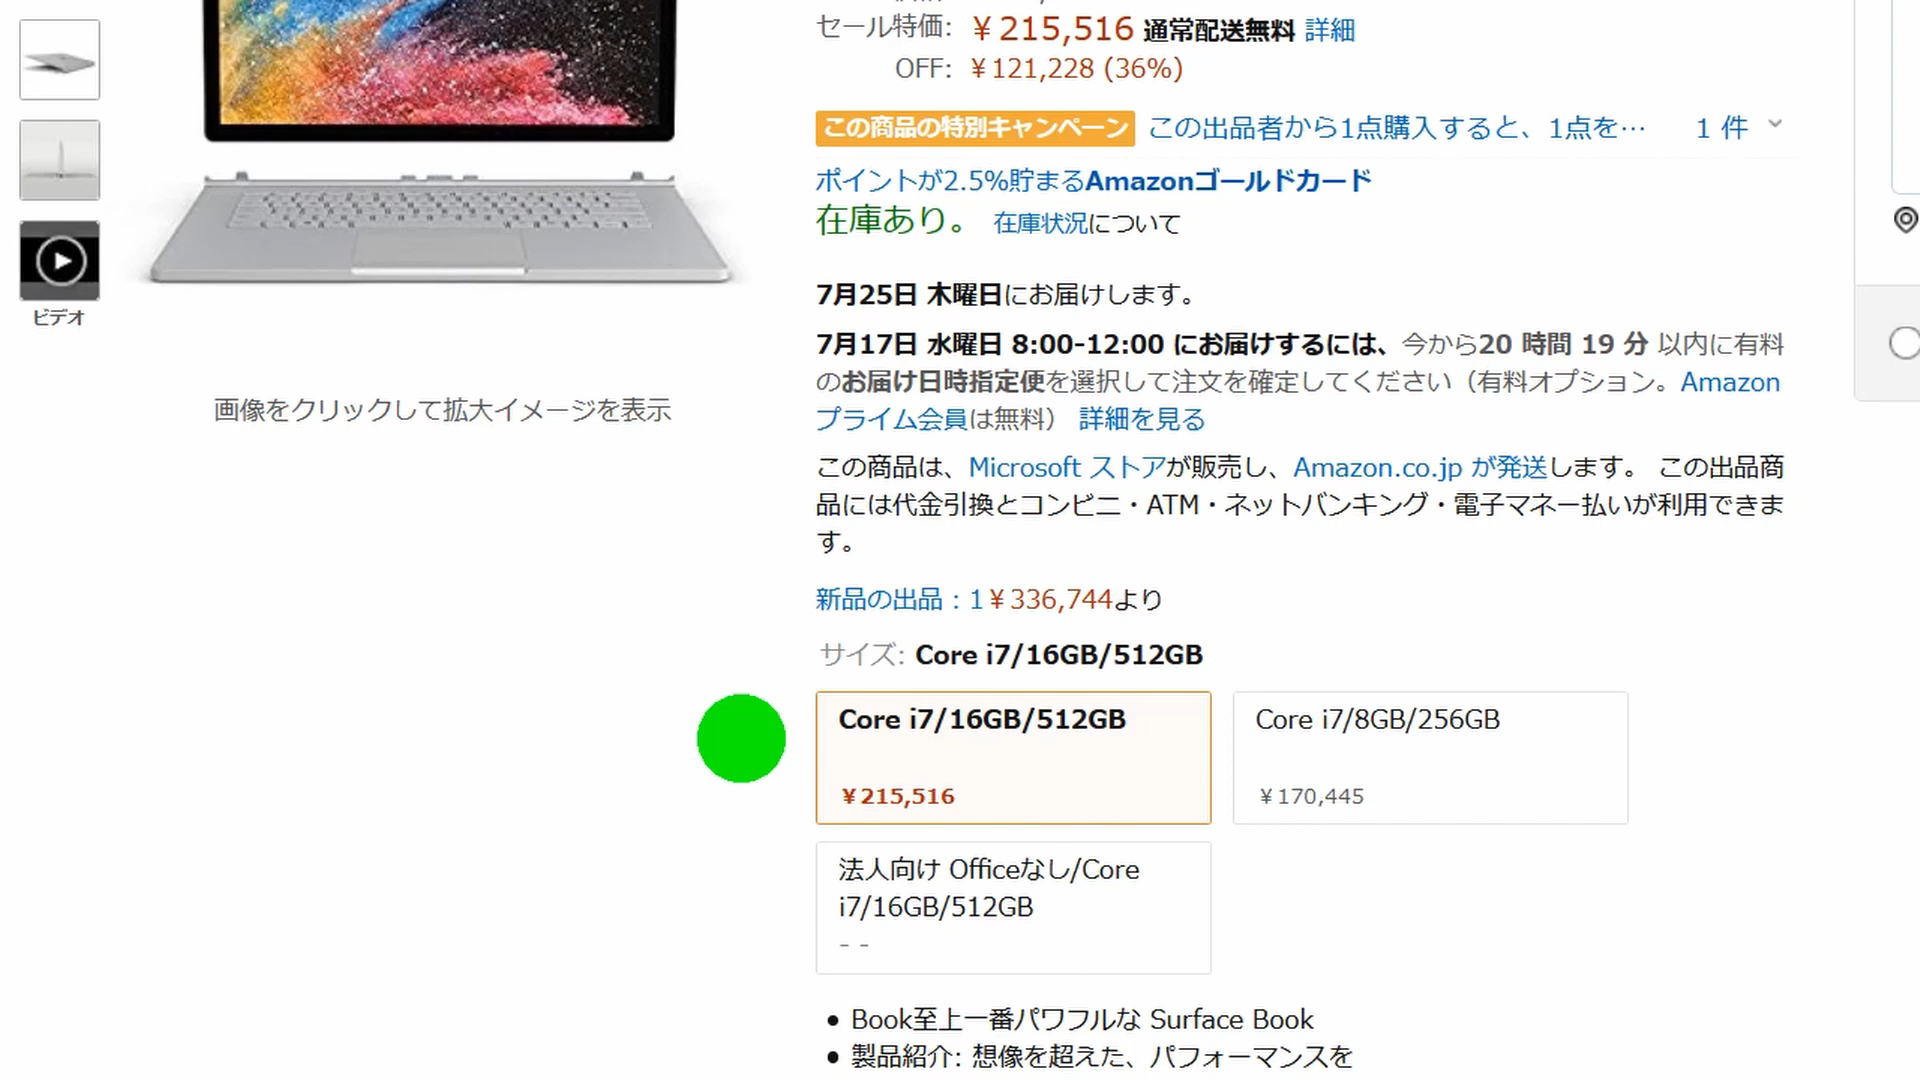 セール特価: ￥215,516 通常配送無料 詳細
OFF: ￥121,228 (36%)
この商品の特別キャンペーン この出品者から1点購入すると、1点を… 1 件
ポイントが2.5%貯まるAmazonゴールドカード
在庫あり。 在庫状況について
7月25日 木曜日にお届けします。
7月17日 水曜日 8:00-12:00 にお届けするには、今から20 時間 19 分 以内に有料
のお届け日時指定便を選択して注文を確定してください（有料オプション。Amazon
プライム会員は無料） 詳細を見る
この商品は、Microsoft ストアが販売し、Amazon.co.jp が発送します。 この出品商
品には代金引換とコンビニ・ATM・ネットバンキング・電子マネー払いが利用できま
す。
新品の出品：1￥336,744より
サイズ: Core i7/16GB/512GB
Core i7/16GB/512GB
￥215,516
Core i7/8GB/256GB
￥170,445
法人向け Officeなし/Core
i7/16GB/512GB
- -
● Book至上一番パワフルな Surface Book
● 製品紹介: 想像を超えた、パフォーマンスを
ビデオ
画像をクリックして拡大イメージを表示